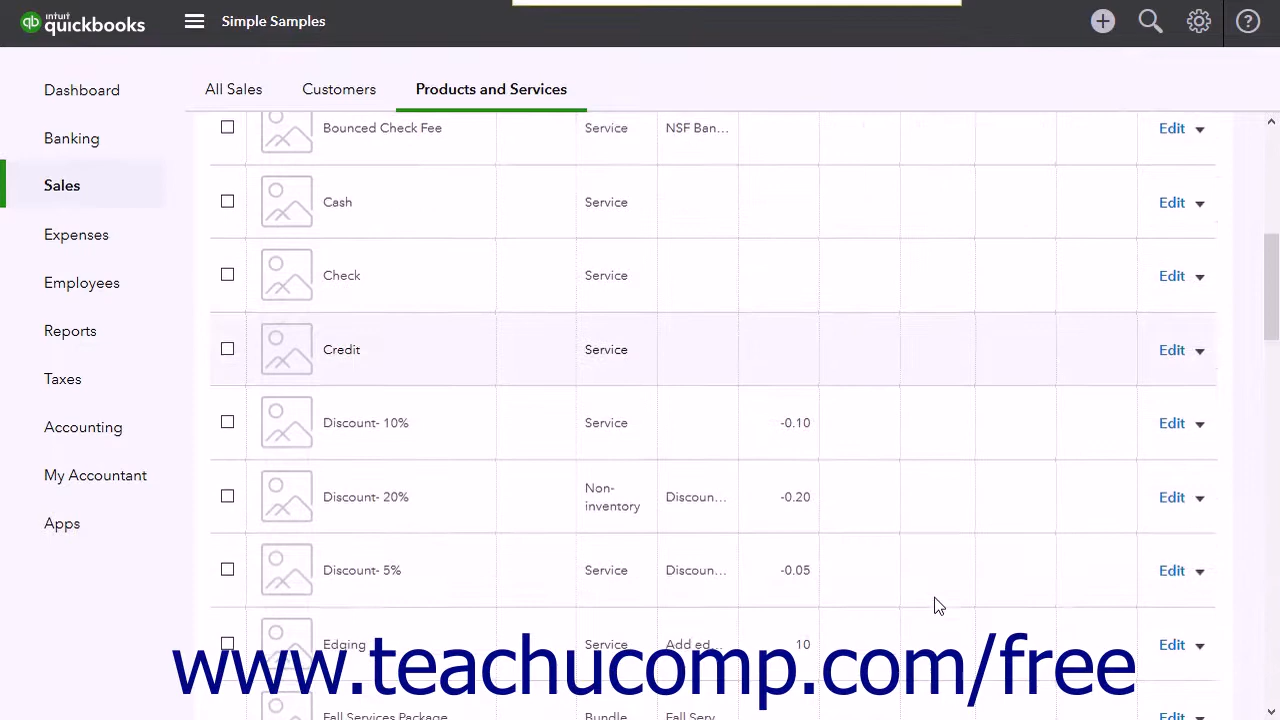 intuit
qb quickbooks
Simple Samples
Dashboard
Banking
Sales
Expenses
Employees
Reports
Taxes
Accounting
My Accountant
Apps
All Sales Customers Products and Services
Bounced Check Fee Service NSF Ban... Edit
Cash Service Edit
Check Service Edit
Credit Service Edit
Discount- 10% Service -0.10 Edit
Discount- 20% Non-
inventory Discoun... -0.20 Edit
Discount- 5% Service Discoun... -0.05 Edit
Edging Service Add ed... 10 Edit
www.teachucomp.com/free
Fall Services Package Bundle Fall Serv Edit